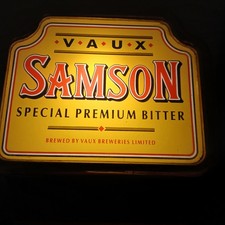 V·A·U·X
SAMSON
SPECIAL PREMIUM BITTER
BREWED BY VAUX BREWERIES LIMITED